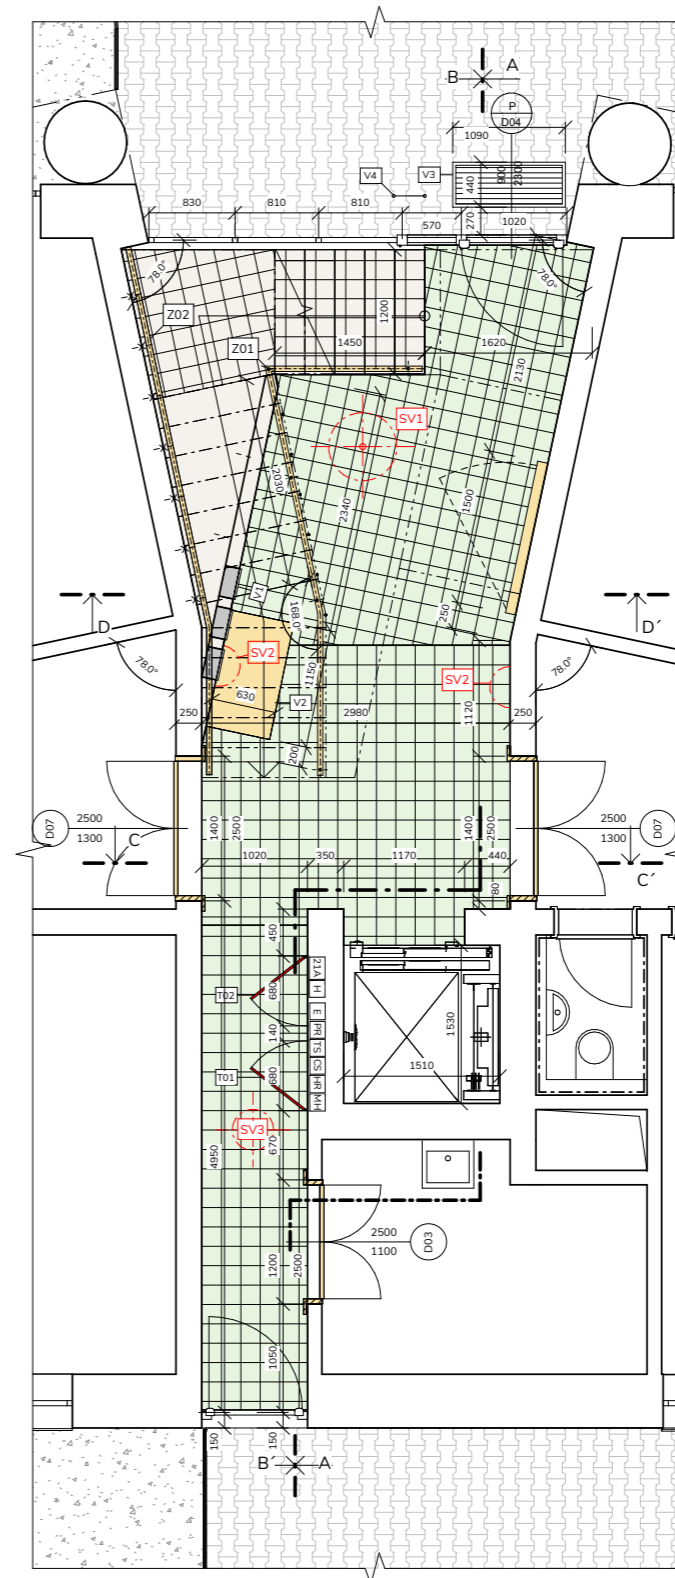 A
B
P
D04
1090
V4
V3
900
2300
440
830
810
810
570
270
1020
78.0°
78.0°
Z02
1200
Z01
1450
1620
2130
SV1
2030
2340
1500
V1
168.0°
250
D
D´
SV2
SV2
78.0°
1150
78.0°
630
V2
250
2980
1120
250
200
D07
2500
1300
C
1400
2500
1400
2500
2500
1300
D07
C´
1020
350
1170
440
80
450
T02
680
21A
H
E
140
PR
TS
1530
T01
680
CS
HR
MH
1510
SV3
4950
670
2500
1100
D03
1200
2500
1050
150
150
B´
A